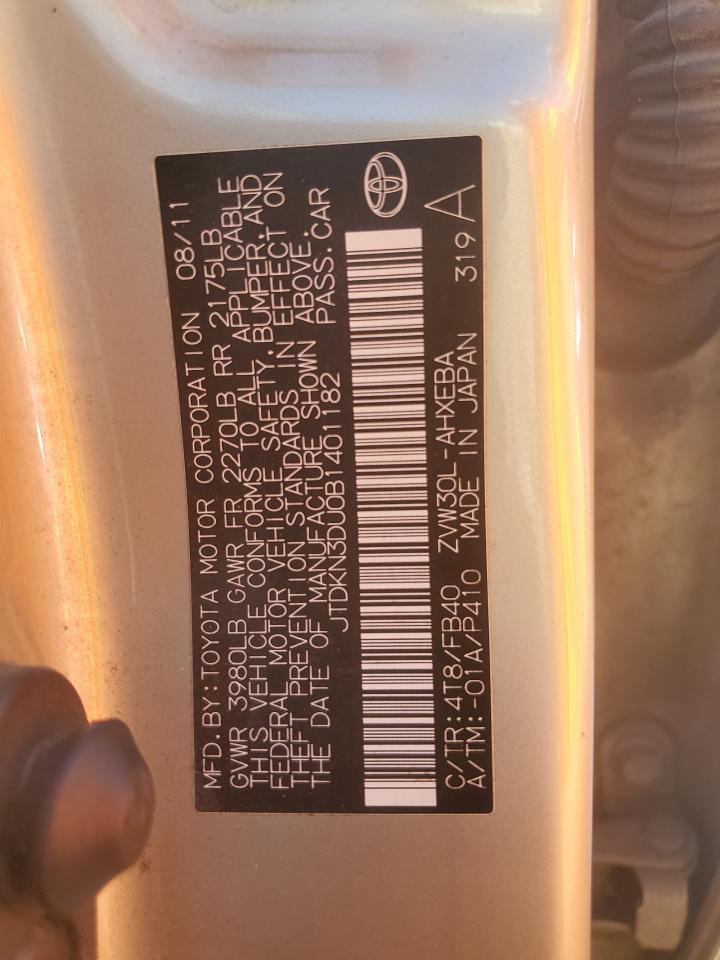 MFD.BY:TOYOTA MOTOR CORPORATION 08/11
GVWR 3980LB GAWR FR 2270LB RR 2175LB
THIS VEHICLE CONFORMS TO ALL APPLICABLE
FEDERAL MOTOR VEHICLE SAFETY,BUMPER,AND
THEFT PREVENTION STANDARDS IN EFFECT ON
THE DATE OF MANUFACTURE SHOWN ABOVE.
JTDKN3DU0B1401182 PASS.CAR
C/TR:4T8/FB40 ZVW30L-AHXEBA
A/TM:-01A/P410 MADE IN JAPAN 319 A